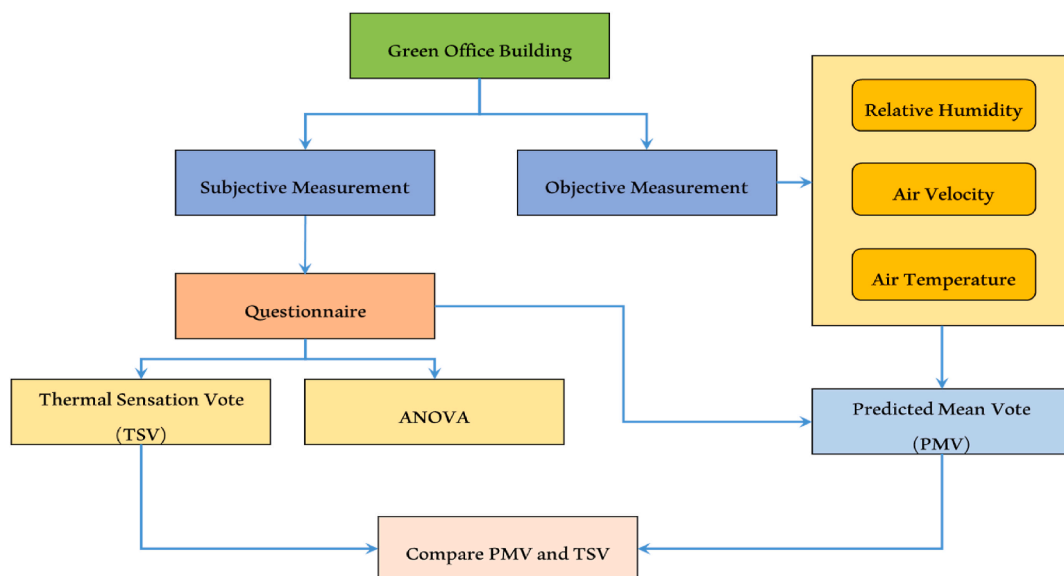 Green Office Building
Relative Humidity
Subjective Measurement
Objective Measurement
Air Velocity
Air Temperature
Questionnaire
Thermal Sensation Vote
(TSV)
ANOVA
Predicted Mean Vote
(PMV)
Compare PMV and TSV